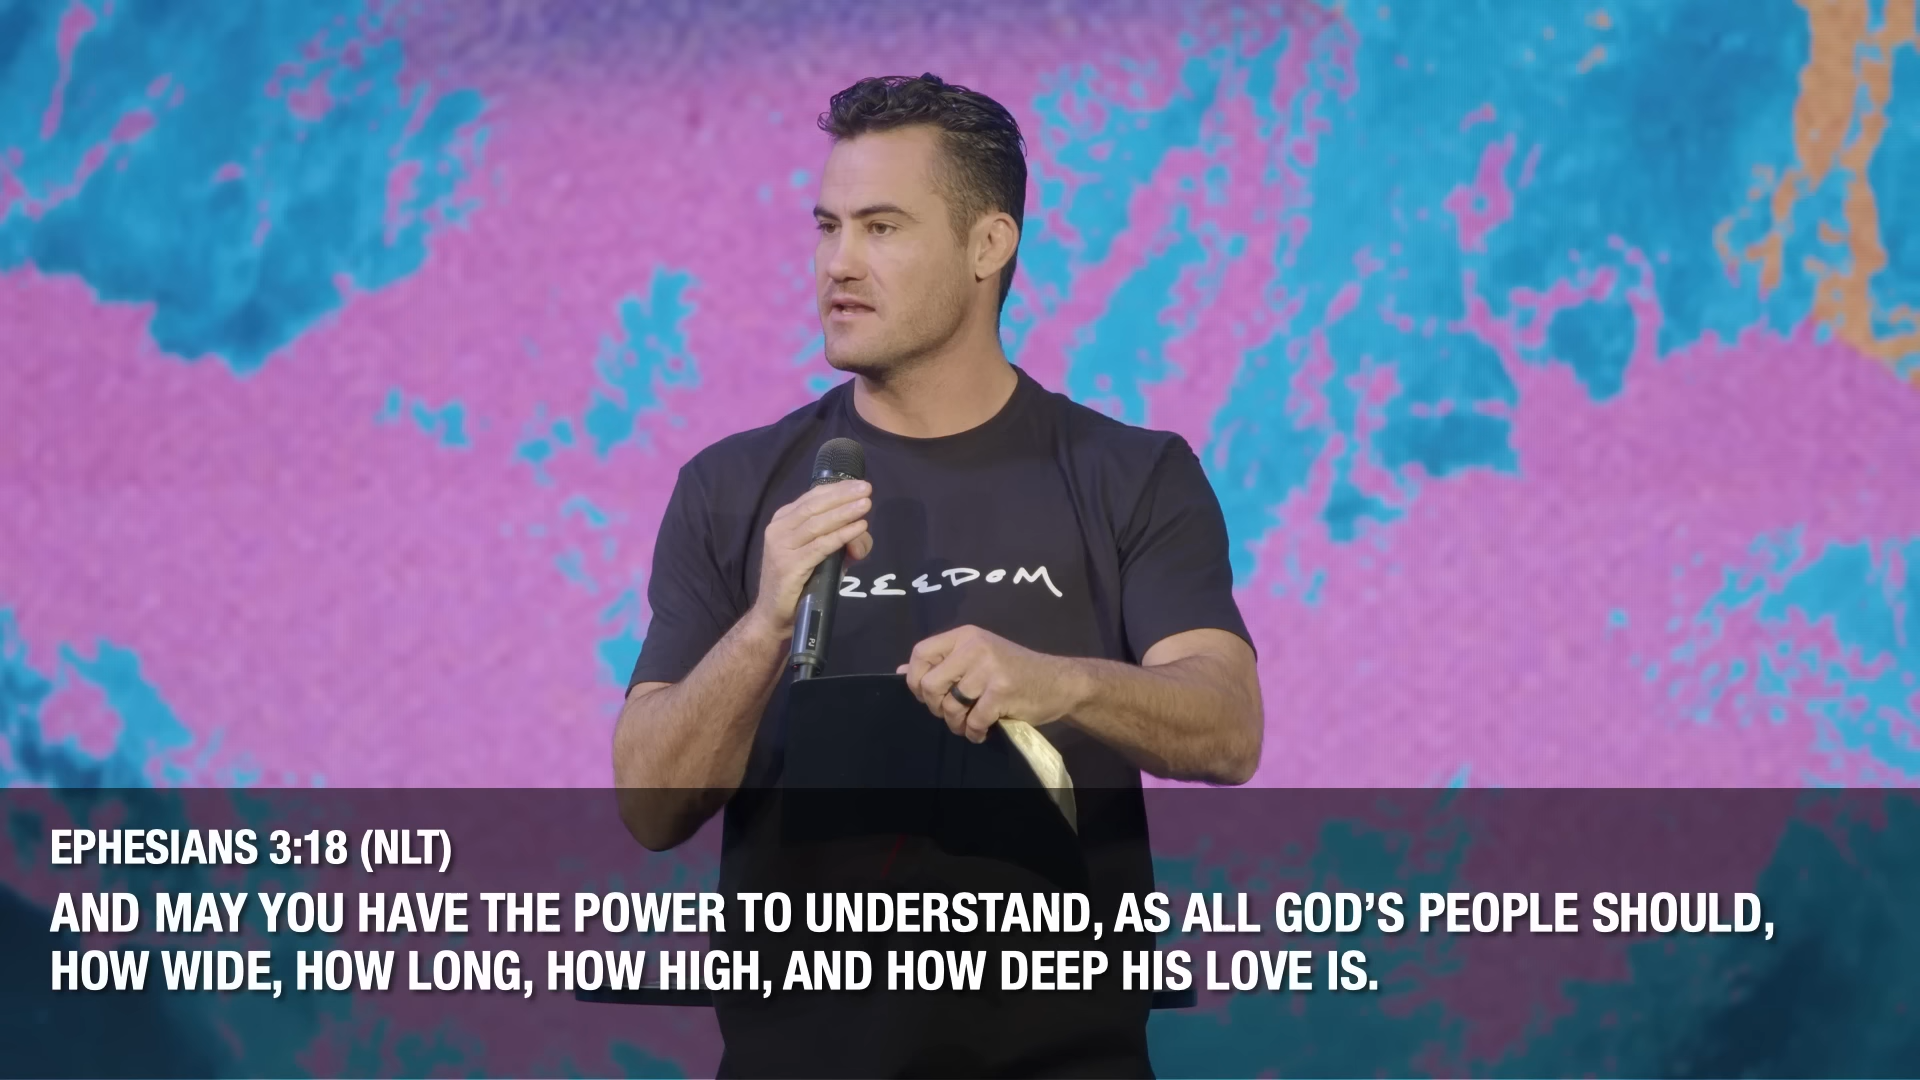 REEDOM
EPHESIANS 3:18 (NLT)
AND MAY YOU HAVE THE POWER TO UNDERSTAND, AS ALL GOD’S PEOPLE SHOULD,
HOW WIDE, HOW LONG, HOW HIGH, AND HOW DEEP HIS LOVE IS.